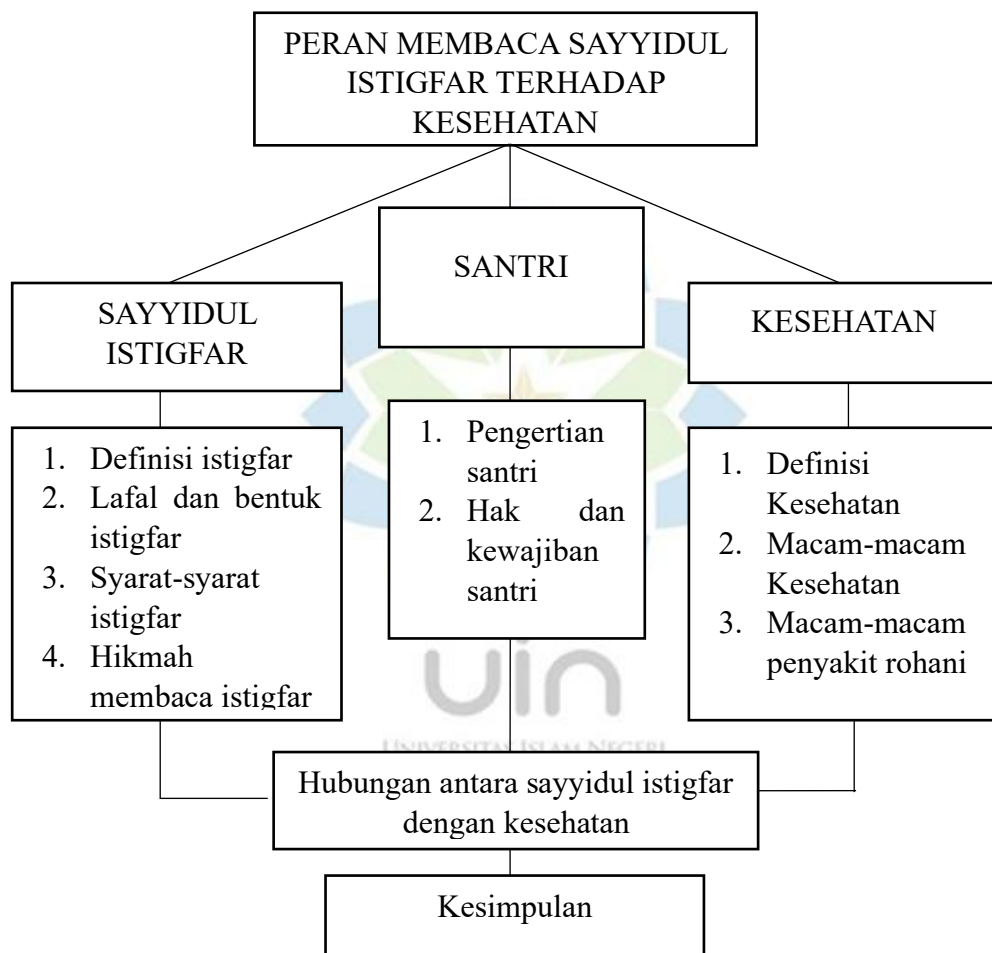 PERAN MEMBACA SAYYIDUL
ISTIGFAR TERHADAP
KESEHATAN
SAYYIDUL
ISTIGFAR
SANTRI
KESEHATAN
1. Definisi istigfar
2. Lafal dan bentuk
istigfar
3. Syarat-syarat
istigfar
4. Hikmah
membaca istigfar
1. Pengertian
santri
2. Hak dan
kewajiban
santri
1. Definisi
Kesehatan
2. Macam-macam
Kesehatan
3. Macam-macam
penyakit rohani
uin
UNIVERSITAS ISLAM NEGERI
Hubungan antara sayyidul istigfar
dengan kesehatan
Kesimpulan